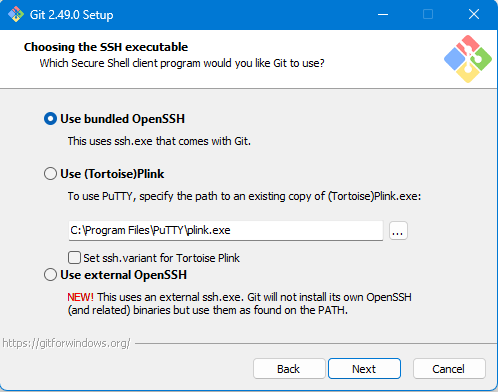 Git 2.49.0 Setup
Choosing the SSH executable
Which Secure Shell client program would you like Git to use?
Use bundled OpenSSH
This uses ssh.exe that comes with Git.
Use (Tortoise)Plink
To use PuTTY, specify the path to an existing copy of (Tortoise)Plink.exe:
C:\Program Files\PuTTY\plink.exe
...
Set ssh.variant for Tortoise Plink
Use external OpenSSH
NEW! This uses an external ssh.exe. Git will not install its own OpenSSH
(and related) binaries but use them as found on the PATH.
https://gitforwindows.org/
Back Next Cancel